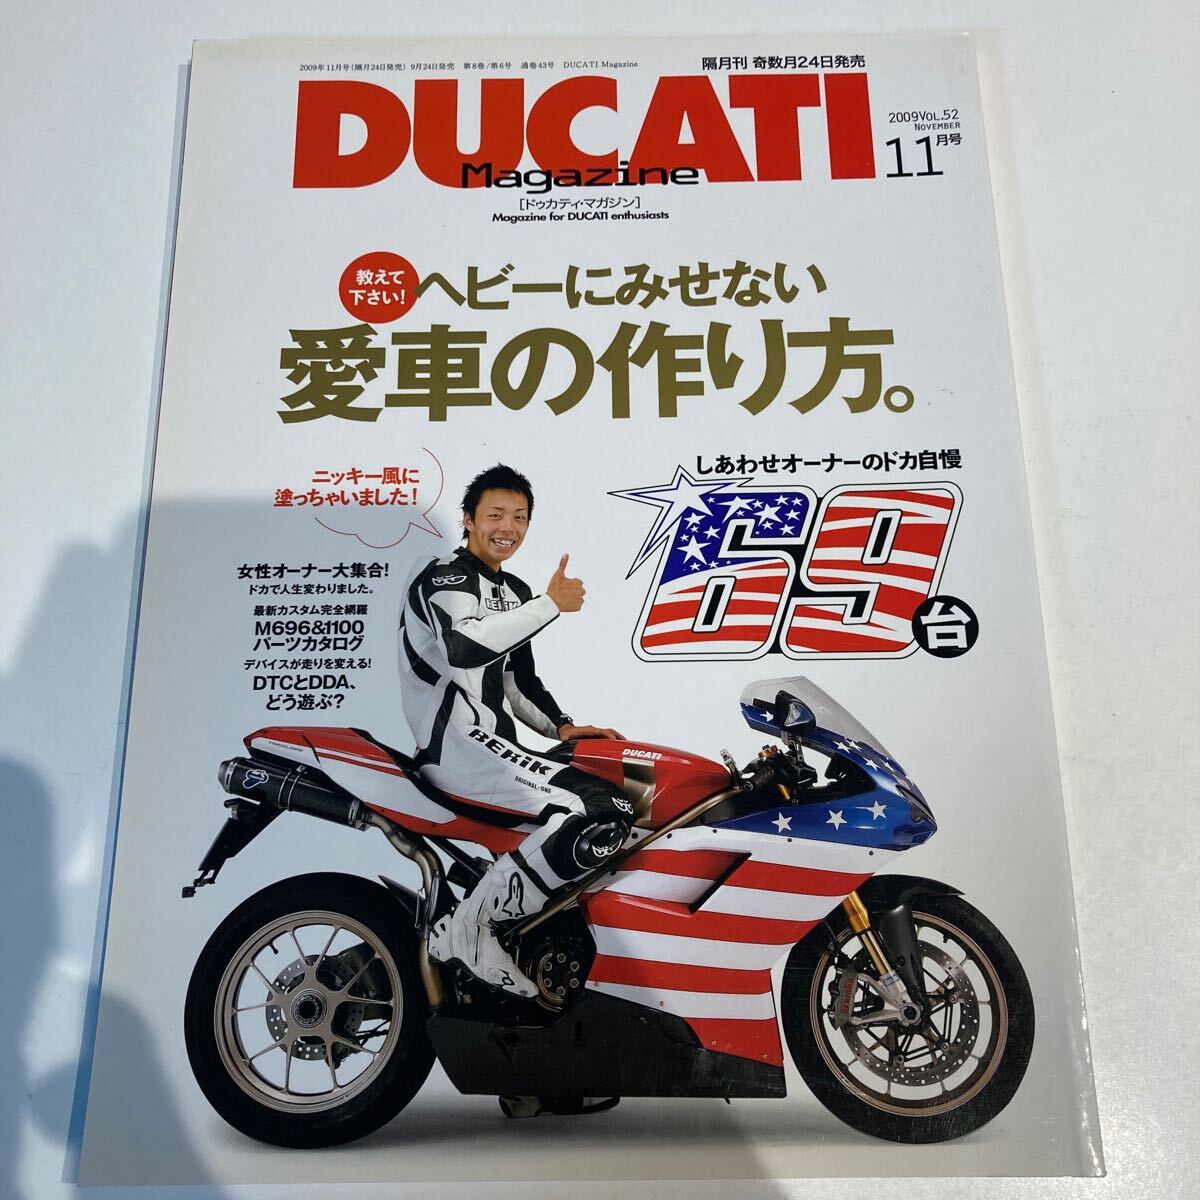 2009年11月号(隔月24日発売) 9月24日発売 第8巻/第6号 通巻43号 DUCATI Magazine
隔月刊 奇数月24日発売
DUCATI
Magazine
2009VOL.52
NOVEMBER
11月号
[ドゥカティ・マガジン]
Magazine for DUCATI enthusiasts
教えて
下さい!
ヘビーにみせない
愛車の作り方。
ニッキー風に
塗っちゃいました!
しあわせオーナーのドカ自慢
69台
女性オーナー大集合!
ドカで人生変わりました。
最新カスタム完全網羅
M696&1100
パーツカタログ
デバイスが走りを変える!
DTCとDDA、
どう遊ぶ?
BERiK
BERiK
ORIGINAL-ONE
DUCATI
TRICOLORE
brembo